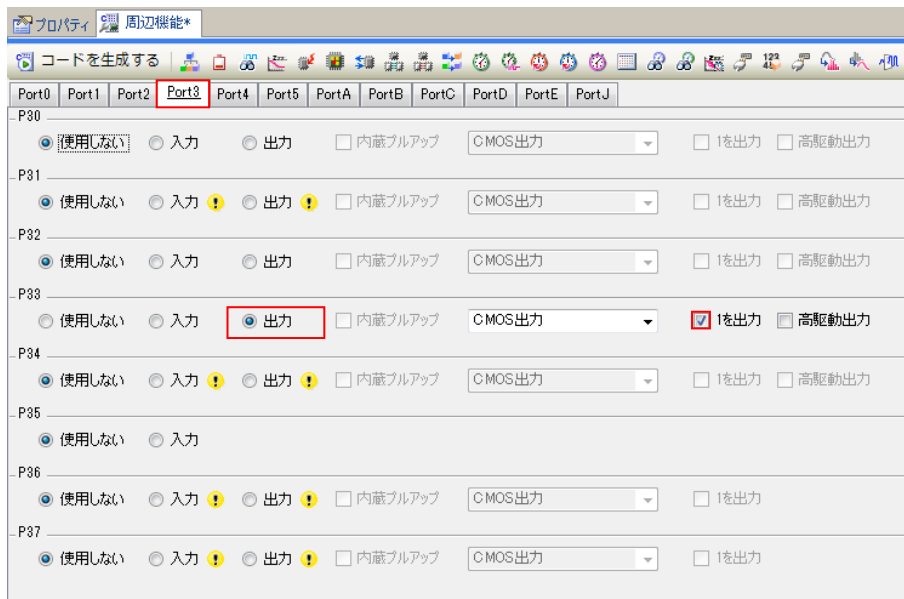 プロパティ 周辺機能*
コードを生成する
Port0 Port1 Port2 Port3 Port4 Port5 PortA PortB PortC PortD PortE PortJ
P30
使用しない 入力 出力 内蔵プルアップ CMOS出力 1を出力 高駆動出力
P31
使用しない 入力 ! 出力 ! 内蔵プルアップ CMOS出力 1を出力 高駆動出力
P32
使用しない 入力 出力 内蔵プルアップ CMOS出力 1を出力 高駆動出力
P33
使用しない 入力 出力 内蔵プルアップ CMOS出力 1を出力 高駆動出力
P34
使用しない 入力 ! 出力 ! 内蔵プルアップ CMOS出力 1を出力 高駆動出力
P35
使用しない 入力
P36
使用しない 入力 ! 出力 ! 内蔵プルアップ CMOS出力 1を出力
P37
使用しない 入力 ! 出力 ! 内蔵プルアップ CMOS出力 1を出力